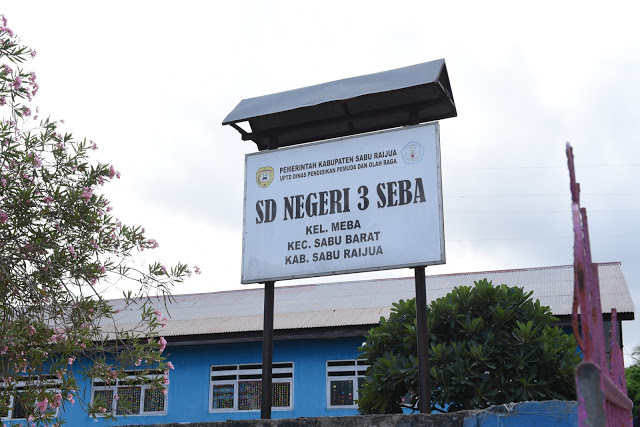 PEMERINTAH KABUPATEN SABU RAIJUA
UPTD DINAS PENDIDIKAN PEMUDA DAN OLAH RAGA
SD NEGERI 3 SEBA
KEL. MEBA
KEC. SABU BARAT
KAB. SABU RAIJUA